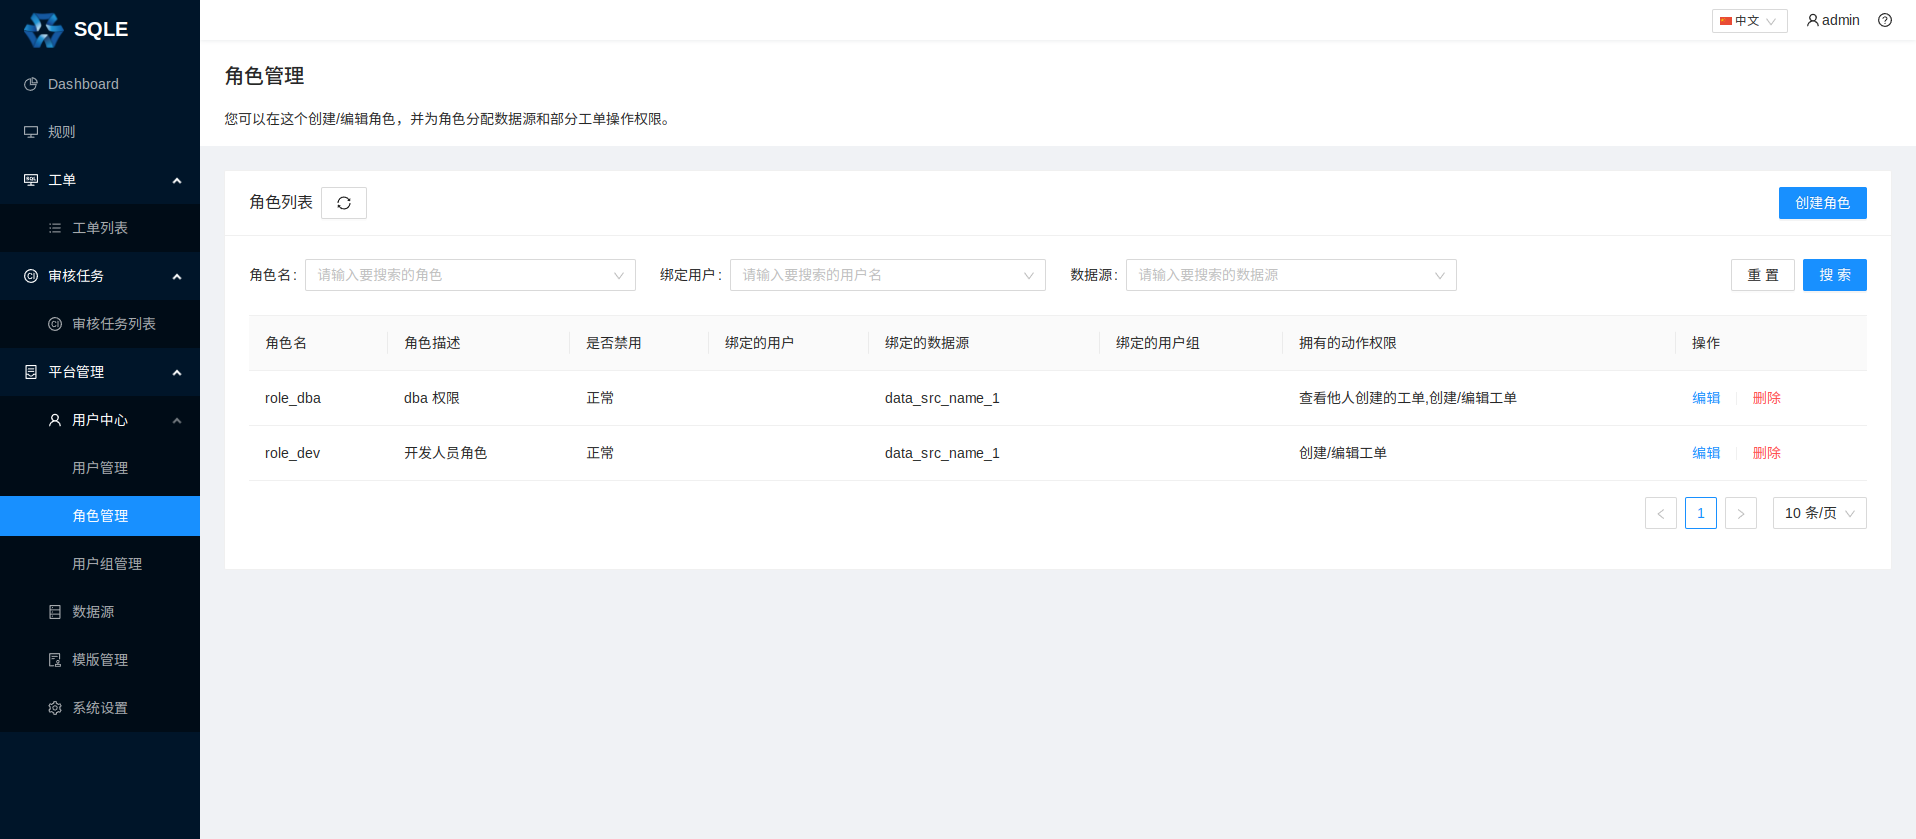 SQLE
中文
admin
Dashboard
规则
工单
工单列表
审核任务
审核任务列表
平台管理
用户中心
用户管理
角色管理
用户组管理
数据源
模版管理
系统设置
角色管理
您可以在这个创建/编辑角色，并为角色分配数据源和部分工单操作权限。
角色列表
创建角色
角色名: 请输入要搜索的角色 绑定用户: 请输入要搜索的用户名 数据源: 请输入要搜索的数据源 重 置 搜 索
角色名 角色描述 是否禁用 绑定的用户 绑定的数据源 绑定的用户组 拥有的动作权限 操作
role_dba dba 权限 正常 data_src_name_1 查看他人创建的工单,创建/编辑工单 编辑 删除
role_dev 开发人员角色 正常 data_src_name_1 创建/编辑工单 编辑 删除
1 10 条/页